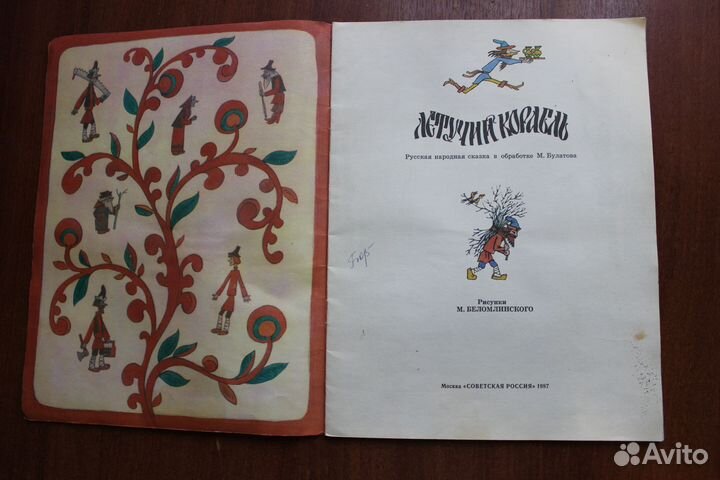 ЛЕТУЧИЙ КОРАБЛЬ
Русская народная сказка в обработке М. Булатова
Рисунки
М. БЕЛОМЛИНСКОГО
Москва «СОВЕТСКАЯ РОССИЯ» 1987
Avito